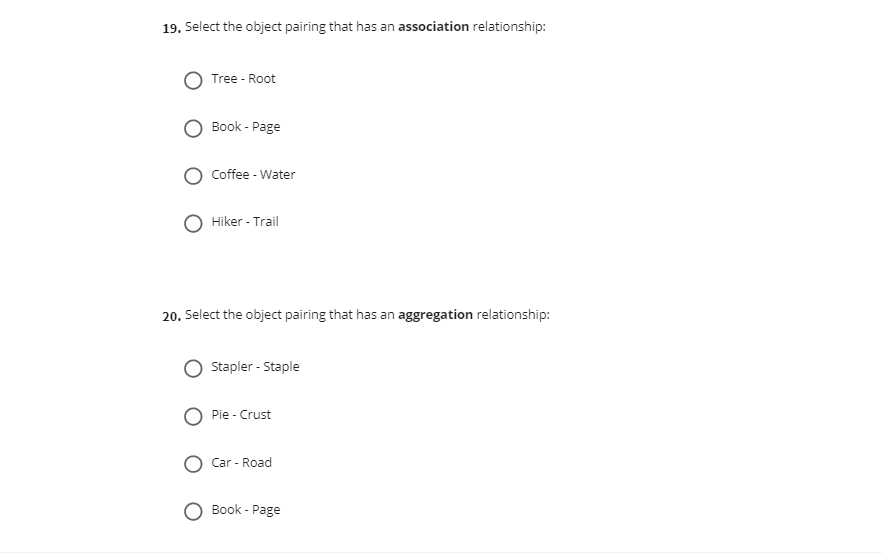 19. Select the object pairing that has an association relationship:
Tree - Root
Book - Page
Coffee - Water
Hiker - Trail
20. Select the object pairing that has an aggregation relationship:
Stapler - Staple
Pie - Crust
Car - Road
Book - Page